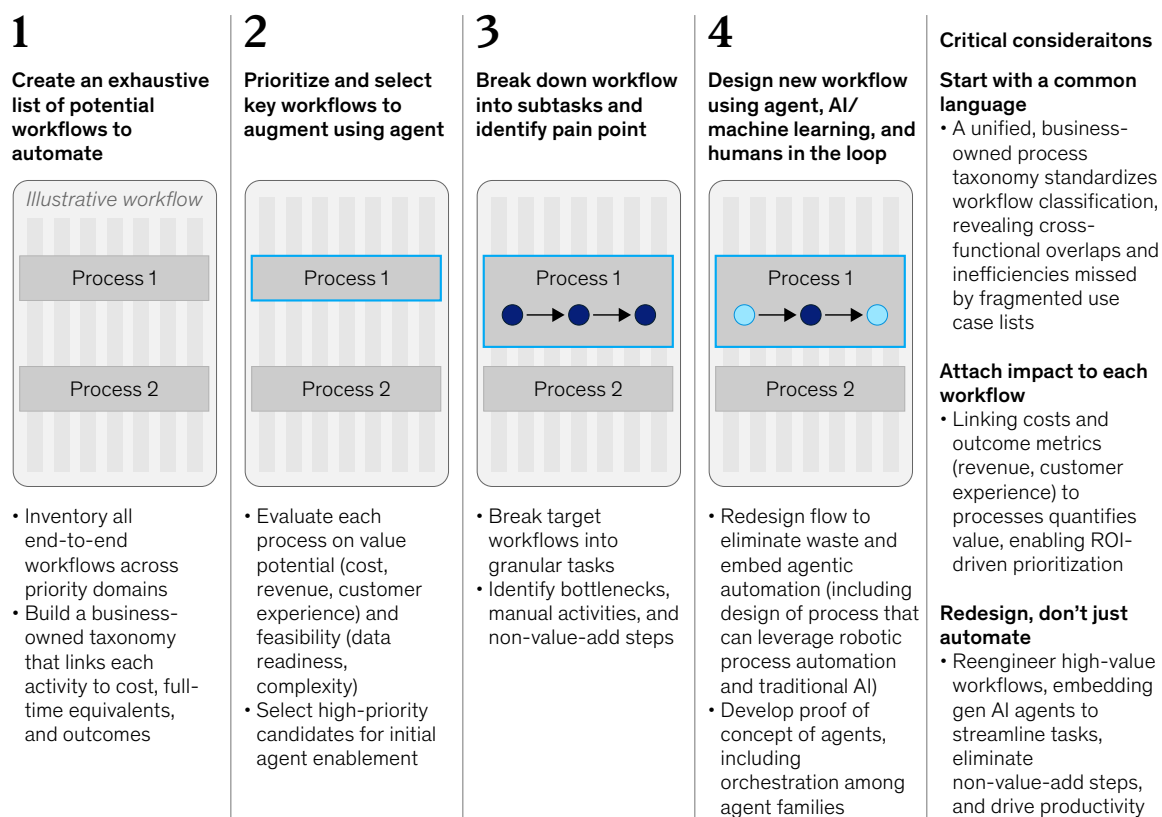 1
Create an exhaustive
list of potential
workflows to
automate
Illustrative workflow
Process 1
Process 2
• Inventory all
end-to-end
workflows across
priority domains
• Build a business-
owned taxonomy
that links each
activity to cost, full-
time equivalents,
and outcomes
2
Prioritize and select
key workflows to
augment using agent
Process 1
Process 2
• Evaluate each
process on value
potential (cost,
revenue, customer
experience) and
feasibility (data
readiness,
complexity)
• Select high-priority
candidates for initial
agent enablement
3
Break down workflow
into subtasks and
identify pain point
Process 1
Process 2
• Break target
workflows into
granular tasks
• Identify bottlenecks,
manual activities, and
non-value-add steps
4
Design new workflow
using agent, AI/
machine learning, and
humans in the loop
Process 1
Process 2
• Redesign flow to
eliminate waste and
embed agentic
automation (including
design of process that
can leverage robotic
process automation
and traditional AI)
• Develop proof of
concept of agents,
including
orchestration among
agent families
Critical consideraitons
Start with a common
language
• A unified, business-
owned process
taxonomy standardizes
workflow classification,
revealing cross-
functional overlaps and
inefficiencies missed
by fragmented use
case lists
Attach impact to each
workflow
• Linking costs and
outcome metrics
(revenue, customer
experience) to
processes quantifies
value, enabling ROI-
driven prioritization
Redesign, don’t just
automate
• Reengineer high-value
workflows, embedding
gen AI agents to
streamline tasks,
eliminate
non-value-add steps,
and drive productivity